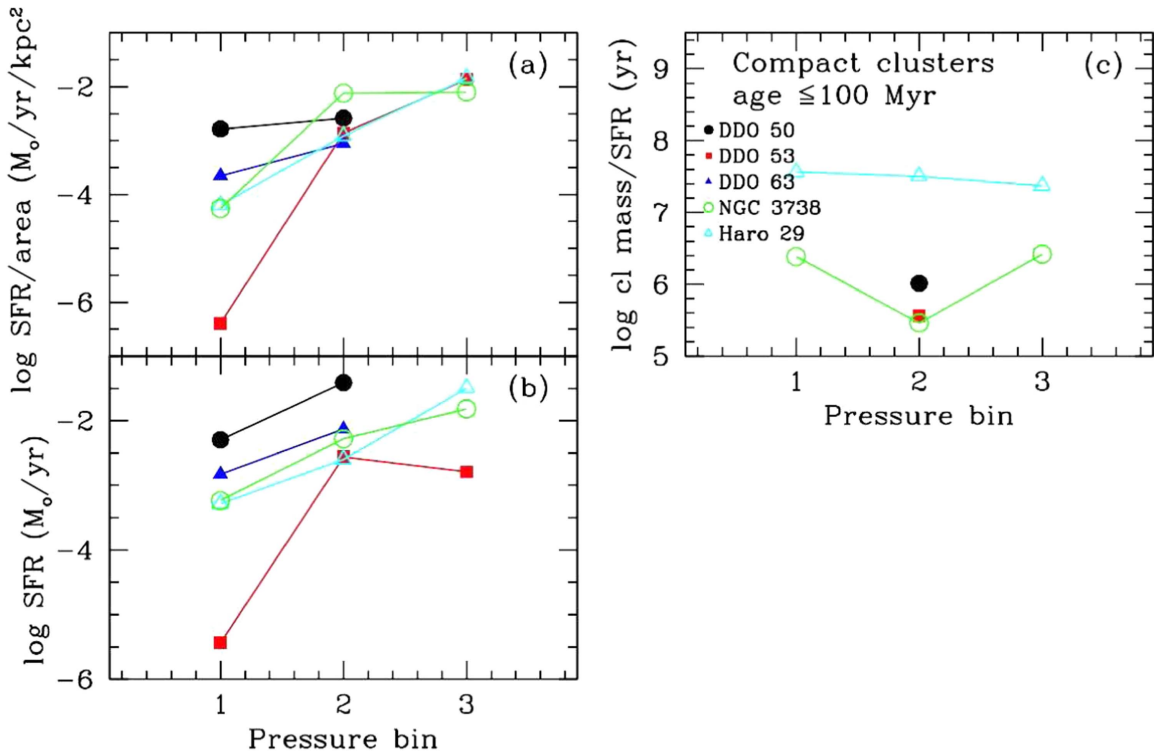 log SFR/area (M₀/yr/kpc²
-2
-4
-6
(a)
log SFR (M₀/yr)
-2
-4
-6
(b)
1 2 3
Pressure bin
log cl mass/SFR (yr)
9
8
7
6
5
Compact clusters
age ≦100 Myr
(c)
DDO 50
DDO 53
DDO 63
NGC 3738
Haro 29
1 2 3
Pressure bin